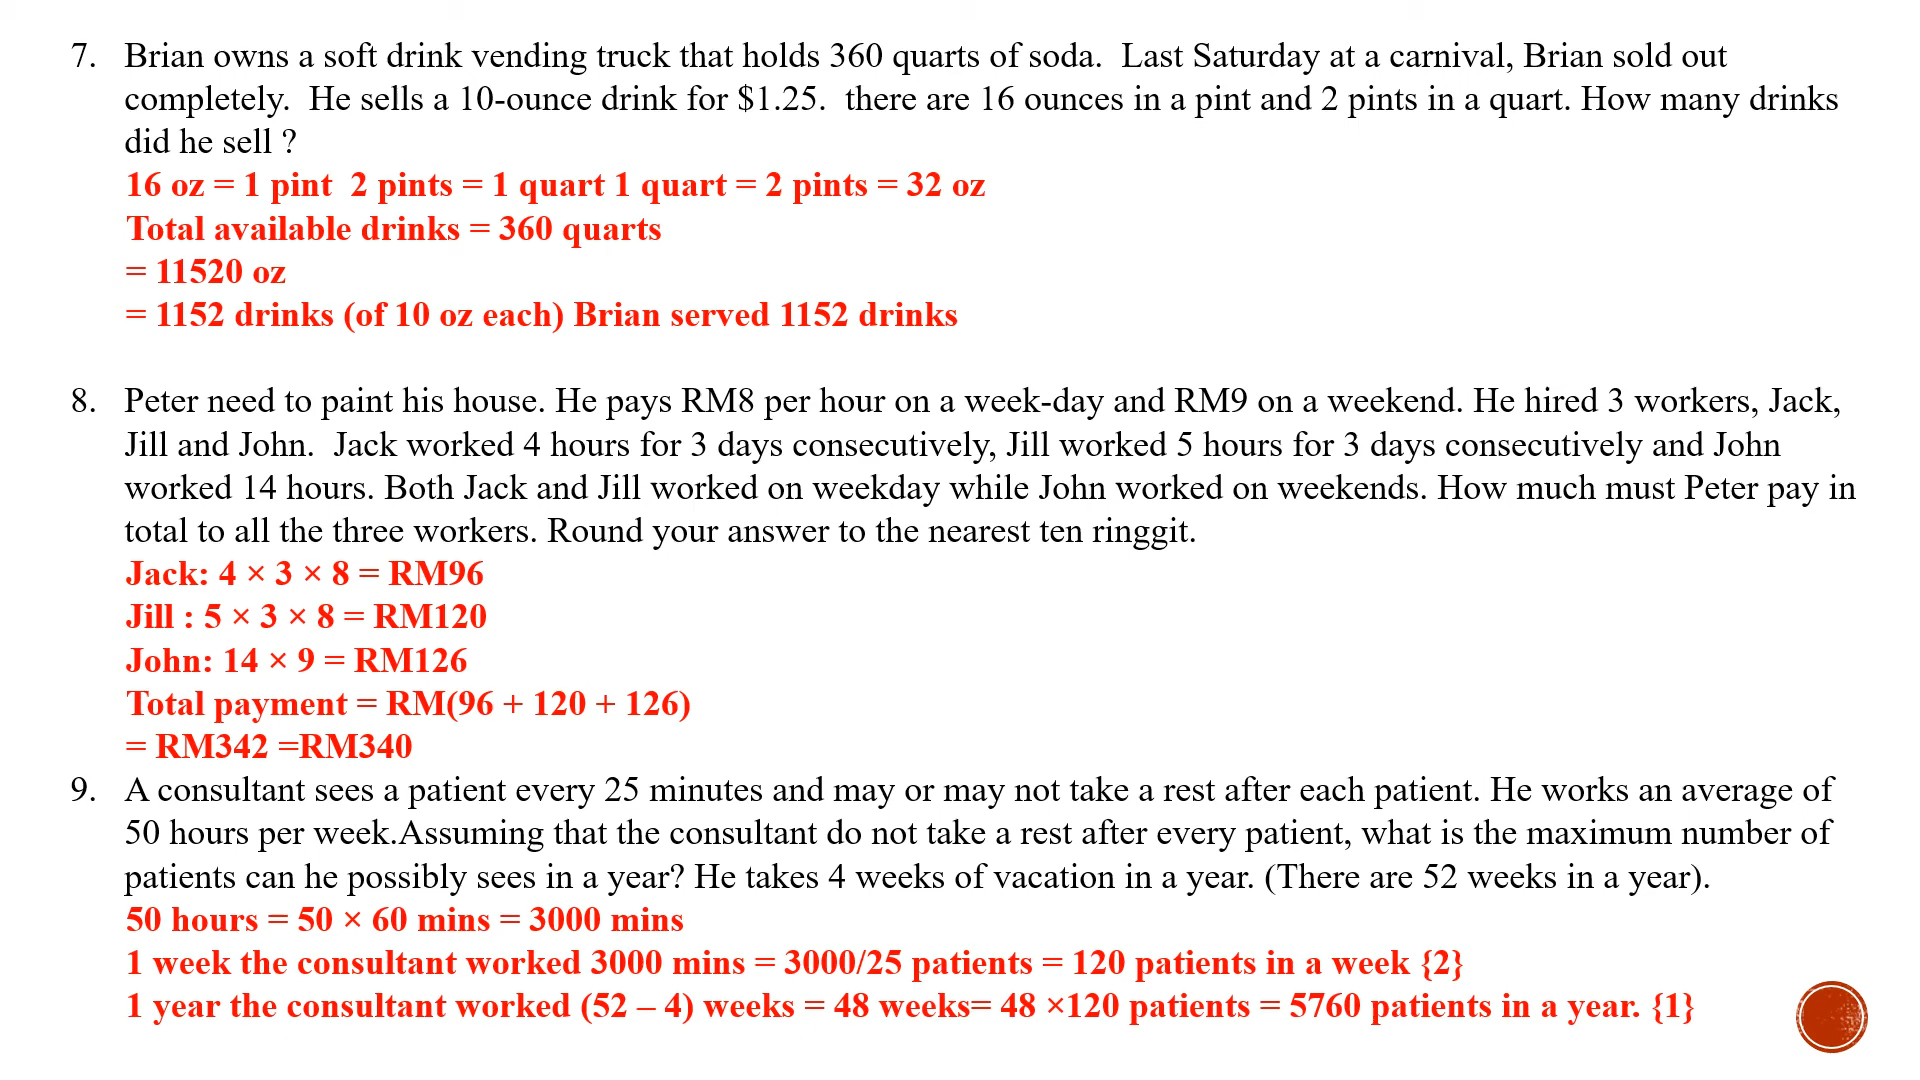 7. Brian owns a soft drink vending truck that holds 360 quarts of soda.  Last Saturday at a carnival, Brian sold out
completely.  He sells a 10-ounce drink for $1.25.  there are 16 ounces in a pint and 2 pints in a quart. How many drinks
did he sell ?
16 oz = 1 pint  2 pints = 1 quart 1 quart = 2 pints = 32 oz
Total available drinks = 360 quarts
= 11520 oz
= 1152 drinks (of 10 oz each) Brian served 1152 drinks
8. Peter need to paint his house. He pays RM8 per hour on a week-day and RM9 on a weekend. He hired 3 workers, Jack,
Jill and John.  Jack worked 4 hours for 3 days consecutively, Jill worked 5 hours for 3 days consecutively and John
worked 14 hours. Both Jack and Jill worked on weekday while John worked on weekends. How much must Peter pay in
total to all the three workers. Round your answer to the nearest ten ringgit.
Jack: 4 × 3 × 8 = RM96
Jill : 5 × 3 × 8 = RM120
John: 14 × 9 = RM126
Total payment = RM(96 + 120 + 126)
= RM342 =RM340
9. A consultant sees a patient every 25 minutes and may or may not take a rest after each patient. He works an average of
50 hours per week.Assuming that the consultant do not take a rest after every patient, what is the maximum number of
patients can he possibly sees in a year? He takes 4 weeks of vacation in a year. (There are 52 weeks in a year).
50 hours = 50 × 60 mins = 3000 mins
1 week the consultant worked 3000 mins = 3000/25 patients = 120 patients in a week {2}
1 year the consultant worked (52 – 4) weeks = 48 weeks= 48 ×120 patients = 5760 patients in a year. {1}